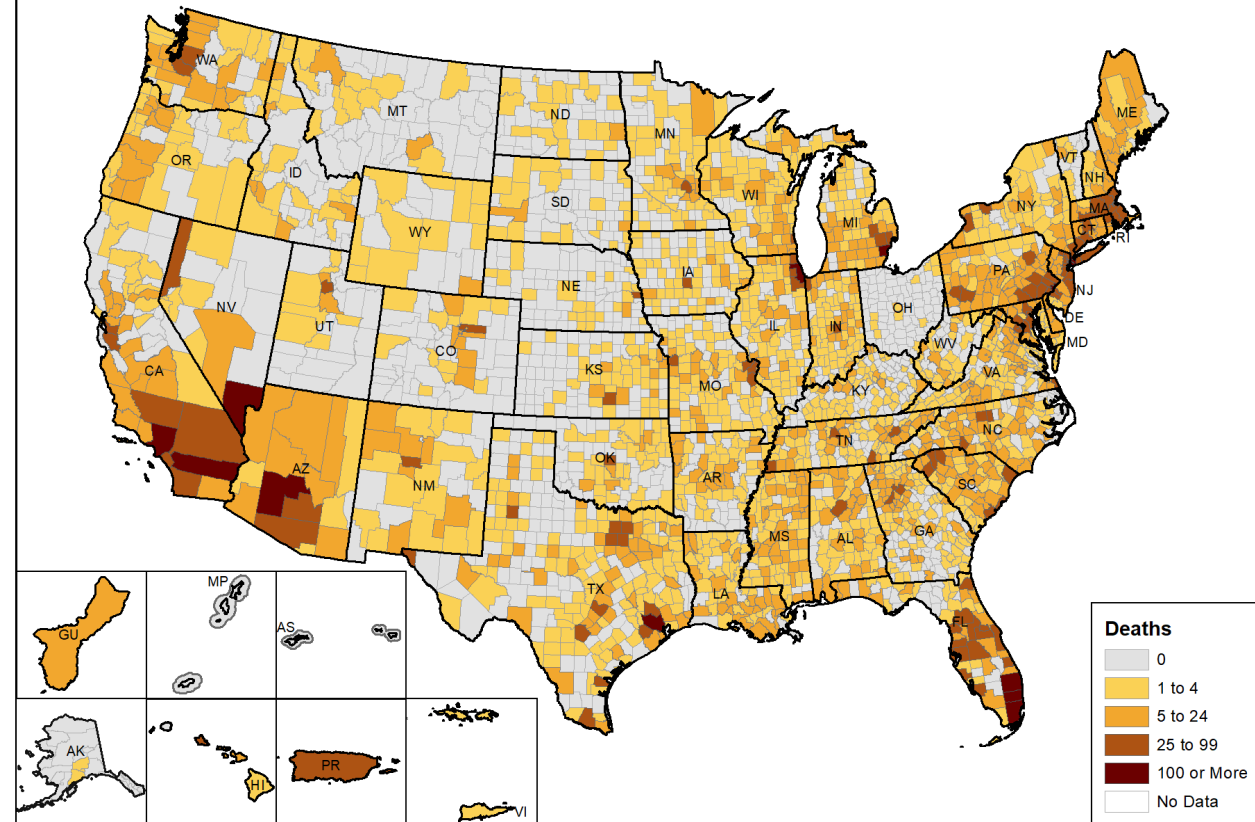 WA
MT
ND
MN
ME
OR
ID
SD
WI
VT
NH
NY
MA
MI
WY
CT
RI
IA
PA
NE
NJ
NV
OH
UT
IL
IN
DE
CO
WV
MD
CA
KS
MO
VA
KY
NC
TN
OK
AZ
AR
NM
SC
MS
AL
GA
TX
LA
FL
MP
AS
GU
AK
HI
PR
VI
Deaths
0
1 to 4
5 to 24
25 to 99
100 or More
No Data